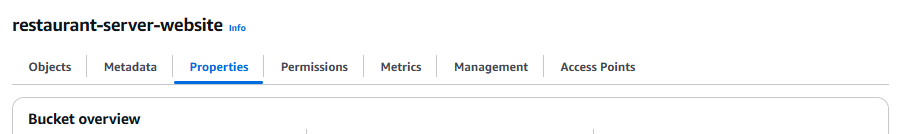 restaurant-server-website Info
Objects Metadata Properties Permissions Metrics Management Access Points
Bucket overview